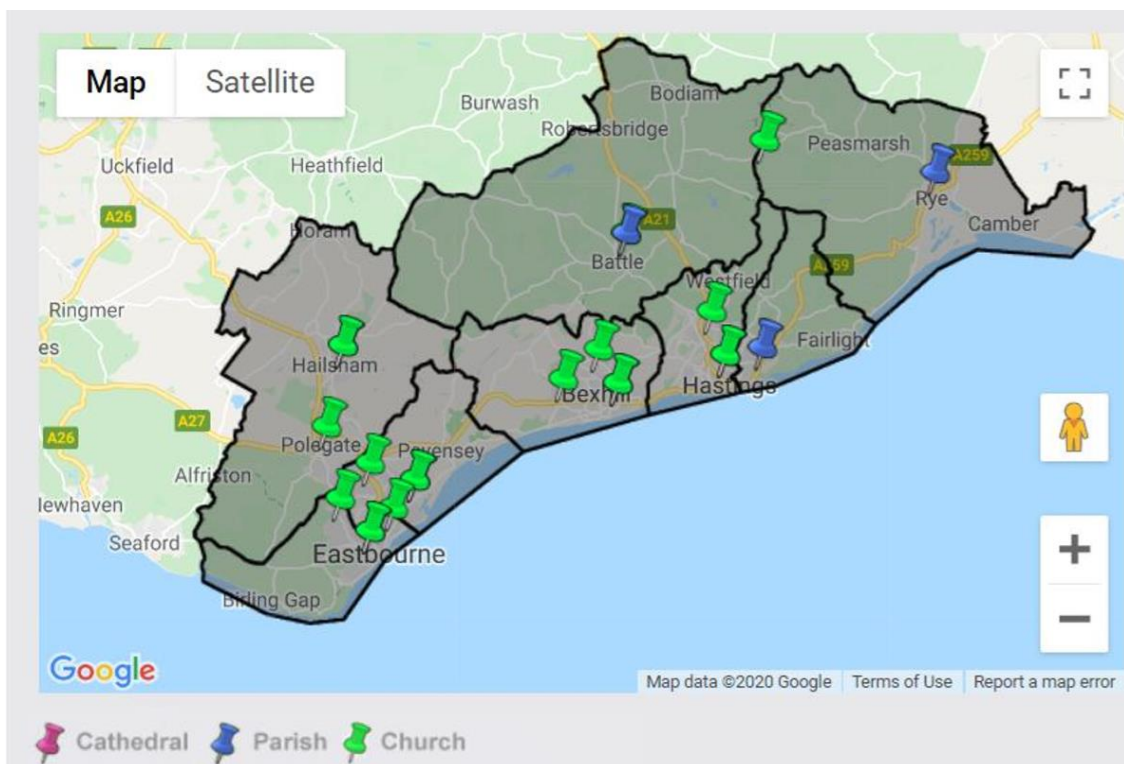 Map Satellite
Burwash
Bodiam
Robertsbridge
Peasmarsh
Uckfield
Heathfield
A259
Rye
A26
A21
Camber
Horam
Battle
A259
Westfield
Ringmer
Fairlight
es
Hailsham
Hastings
Bexhill
A27
A26
Polegate
Pevensey
Alfriston
lewhaven
Seaford
Eastbourne
Birling Gap
Google
Map data ©2020 Google Terms of Use Report a map error
Cathedral Parish Church